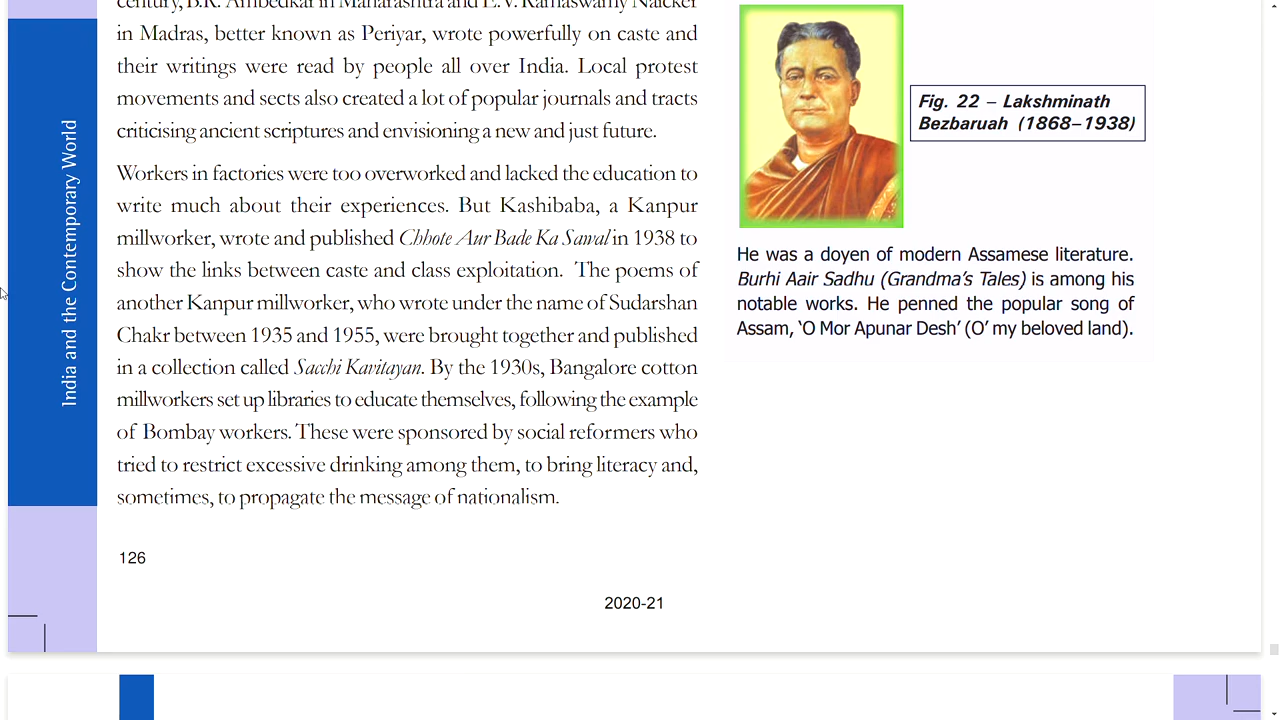 India and the Contemporary World
century, B.R. Ambedkar in Maharashtra and E.V. Ramaswamy Naicker
in Madras, better known as Periyar, wrote powerfully on caste and
their writings were read by people all over India. Local protest
movements and sects also created a lot of popular journals and tracts
criticising ancient scriptures and envisioning a new and just future.
Workers in factories were too overworked and lacked the education to
write much about their experiences. But Kashibaba, a Kanpur
millworker, wrote and published Chhote Aur Bade Ka Sawal in 1938 to
show the links between caste and class exploitation. The poems of
another Kanpur millworker, who wrote under the name of Sudarshan
Chakr between 1935 and 1955, were brought together and published
in a collection called Sacchi Kavitayan. By the 1930s, Bangalore cotton
millworkers set up libraries to educate themselves, following the example
of Bombay workers. These were sponsored by social reformers who
tried to restrict excessive drinking among them, to bring literacy and,
sometimes, to propagate the message of nationalism.
Fig. 22 – Lakshminath
Bezbaruah (1868–1938)
He was a doyen of modern Assamese literature.
Burhi Aair Sadhu (Grandma's Tales) is among his
notable works. He penned the popular song of
Assam, ‘O Mor Apunar Desh’ (O’ my beloved land).
126
2020-21